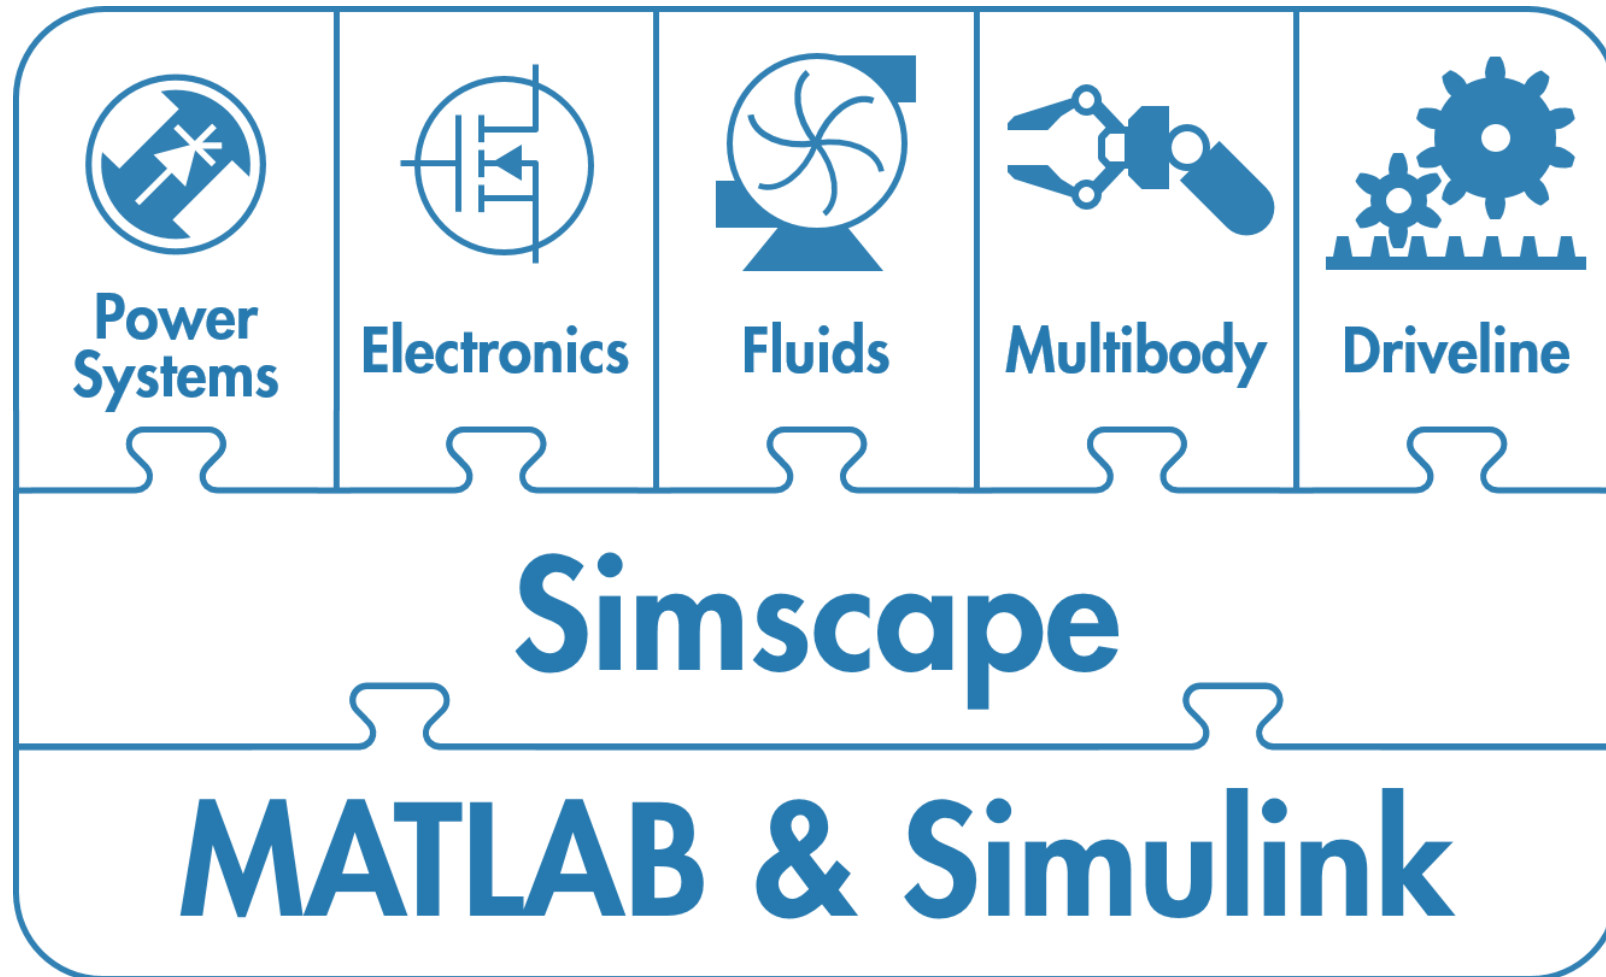 Power
Systems
Electronics
Fluids
Multibody
Driveline
Simscape
MATLAB & Simulink